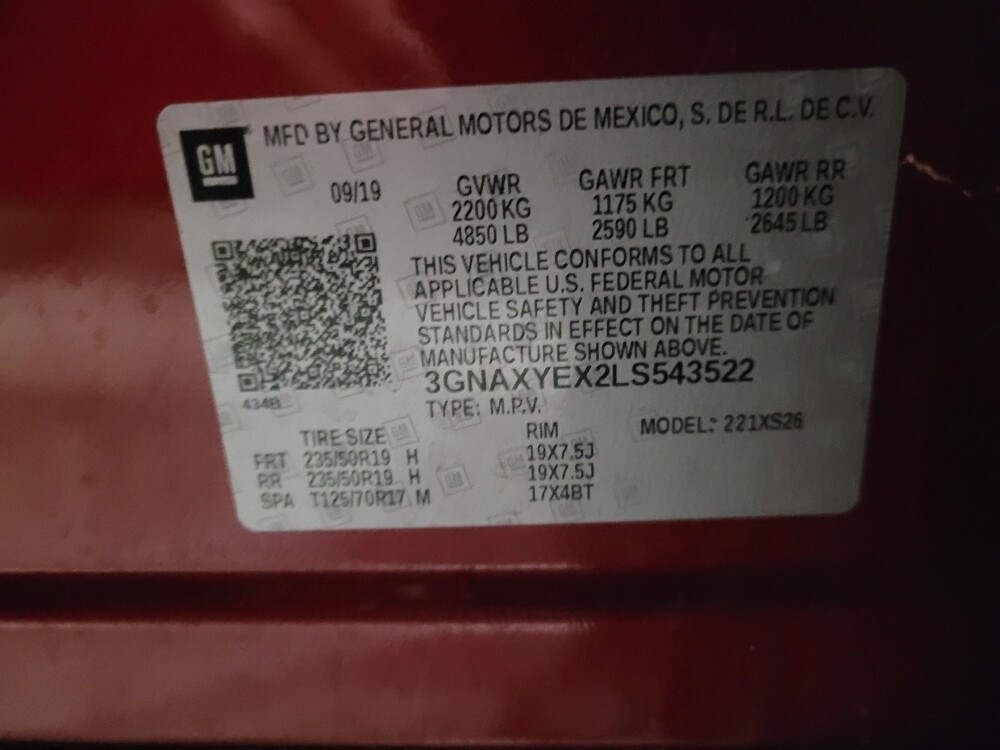 GM
MFD BY GENERAL MOTORS DE MEXICO, S. DE R.L. DE C.V.
09/19
GVWR GAWR FRT GAWR RR
2200 KG 1175 KG 1200 KG
4850 LB 2590 LB 2645 LB
THIS VEHICLE CONFORMS TO ALL
APPLICABLE U.S. FEDERAL MOTOR
VEHICLE SAFETY AND THEFT PREVENTION
STANDARDS IN EFFECT ON THE DATE OF
MANUFACTURE SHOWN ABOVE.
3GNAXYEX2LS543522
434B
TYPE: M.P.V. MODEL: 221XS26
TIRE SIZE RIM
FRT 235/50R19 H 19X7.5J
RR 235/50R19 H 19X7.5J
SPA T125/70R17 M 17X4BT